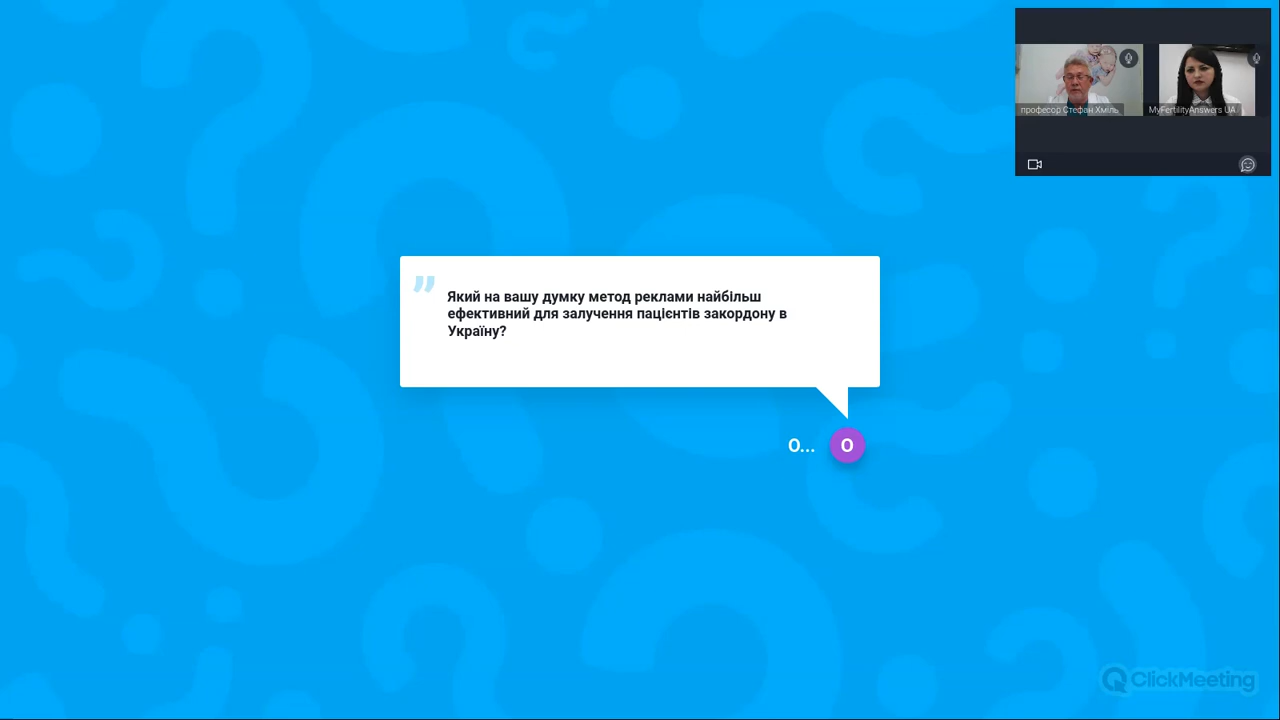 професор Стефан Хміль
MyFertilityAnswers UA
Який на вашу думку метод реклами найбільш
ефективний для залучення пацієнтів закордону в
Україну?
О... О
ClickMeeting